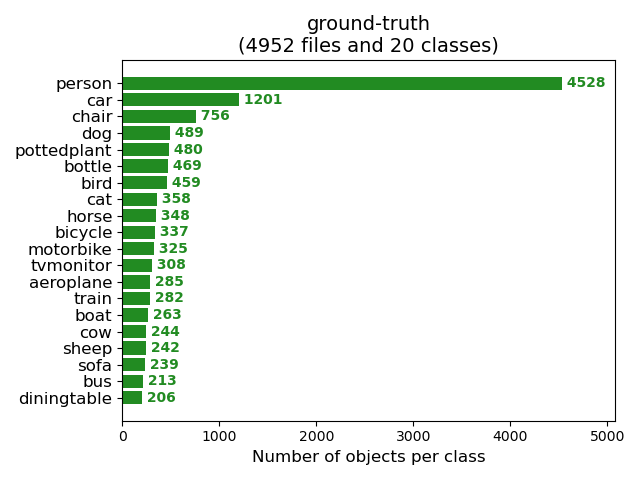 ground-truth
(4952 files and 20 classes)
person 4528
car 1201
chair 756
dog 489
pottedplant 480
bottle 469
bird 459
cat 358
horse 348
bicycle 337
motorbike 325
tvmonitor 308
aeroplane 285
train 282
boat 263
cow 244
sheep 242
sofa 239
bus 213
diningtable 206
0 1000 2000 3000 4000 5000
Number of objects per class